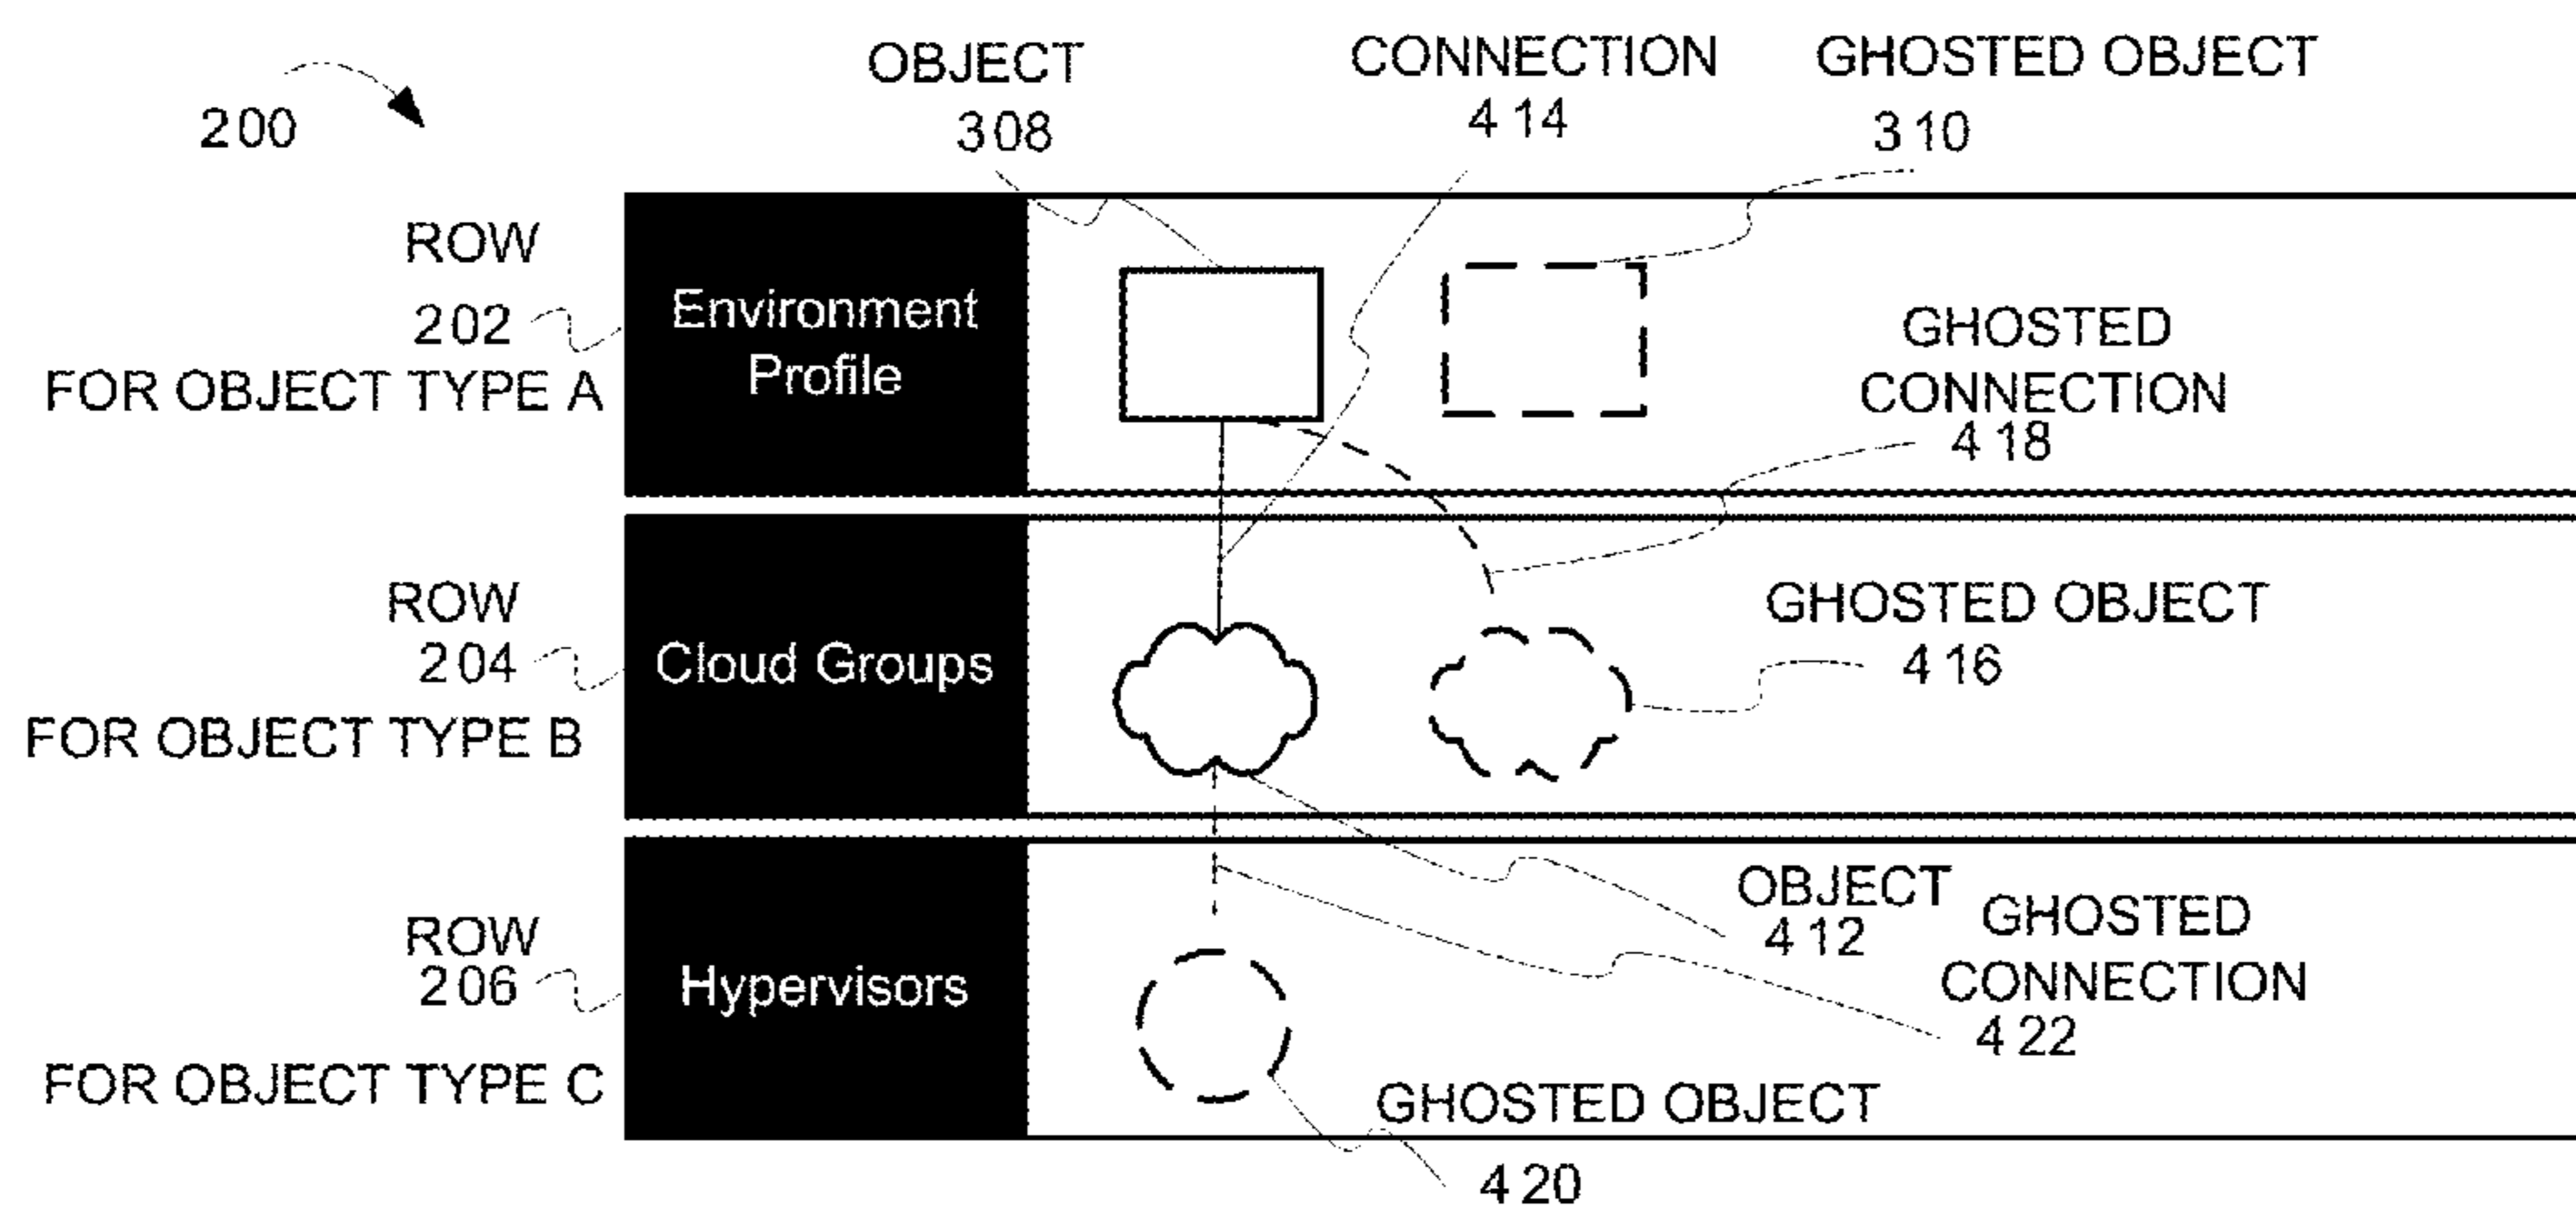 200
OBJECT
308
CONNECTION
414
GHOSTED OBJECT
310
ROW
202
FOR OBJECT TYPE A
Environment
Profile
GHOSTED
CONNECTION
418
ROW
204
FOR OBJECT TYPE B
Cloud Groups
GHOSTED OBJECT
416
ROW
206
FOR OBJECT TYPE C
Hypervisors
OBJECT
412
GHOSTED
CONNECTION
422
GHOSTED OBJECT
420